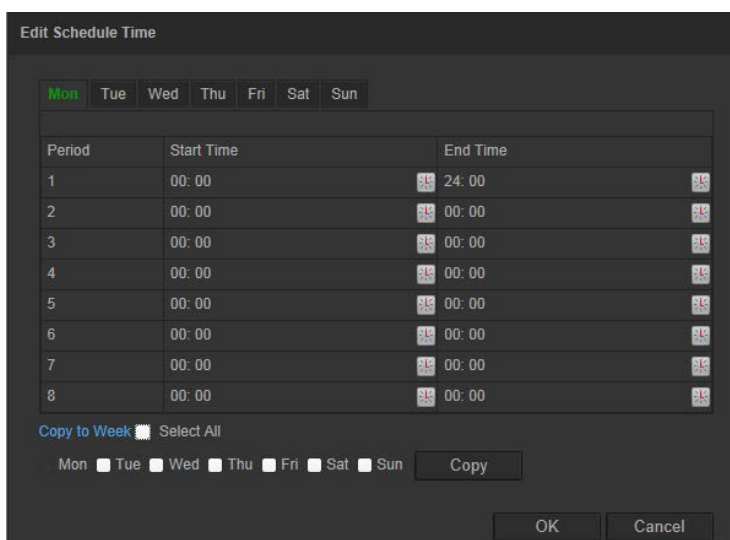 Edit Schedule Time
Mon Tue Wed Thu Fri Sat Sun
Period Start Time End Time
1 00: 00 24: 00
2 00: 00 00: 00
3 00: 00 00: 00
4 00: 00 00: 00
5 00: 00 00: 00
6 00: 00 00: 00
7 00: 00 00: 00
8 00: 00 00: 00
Copy to Week Select All
Mon Tue Wed Thu Fri Sat Sun Copy
OK Cancel